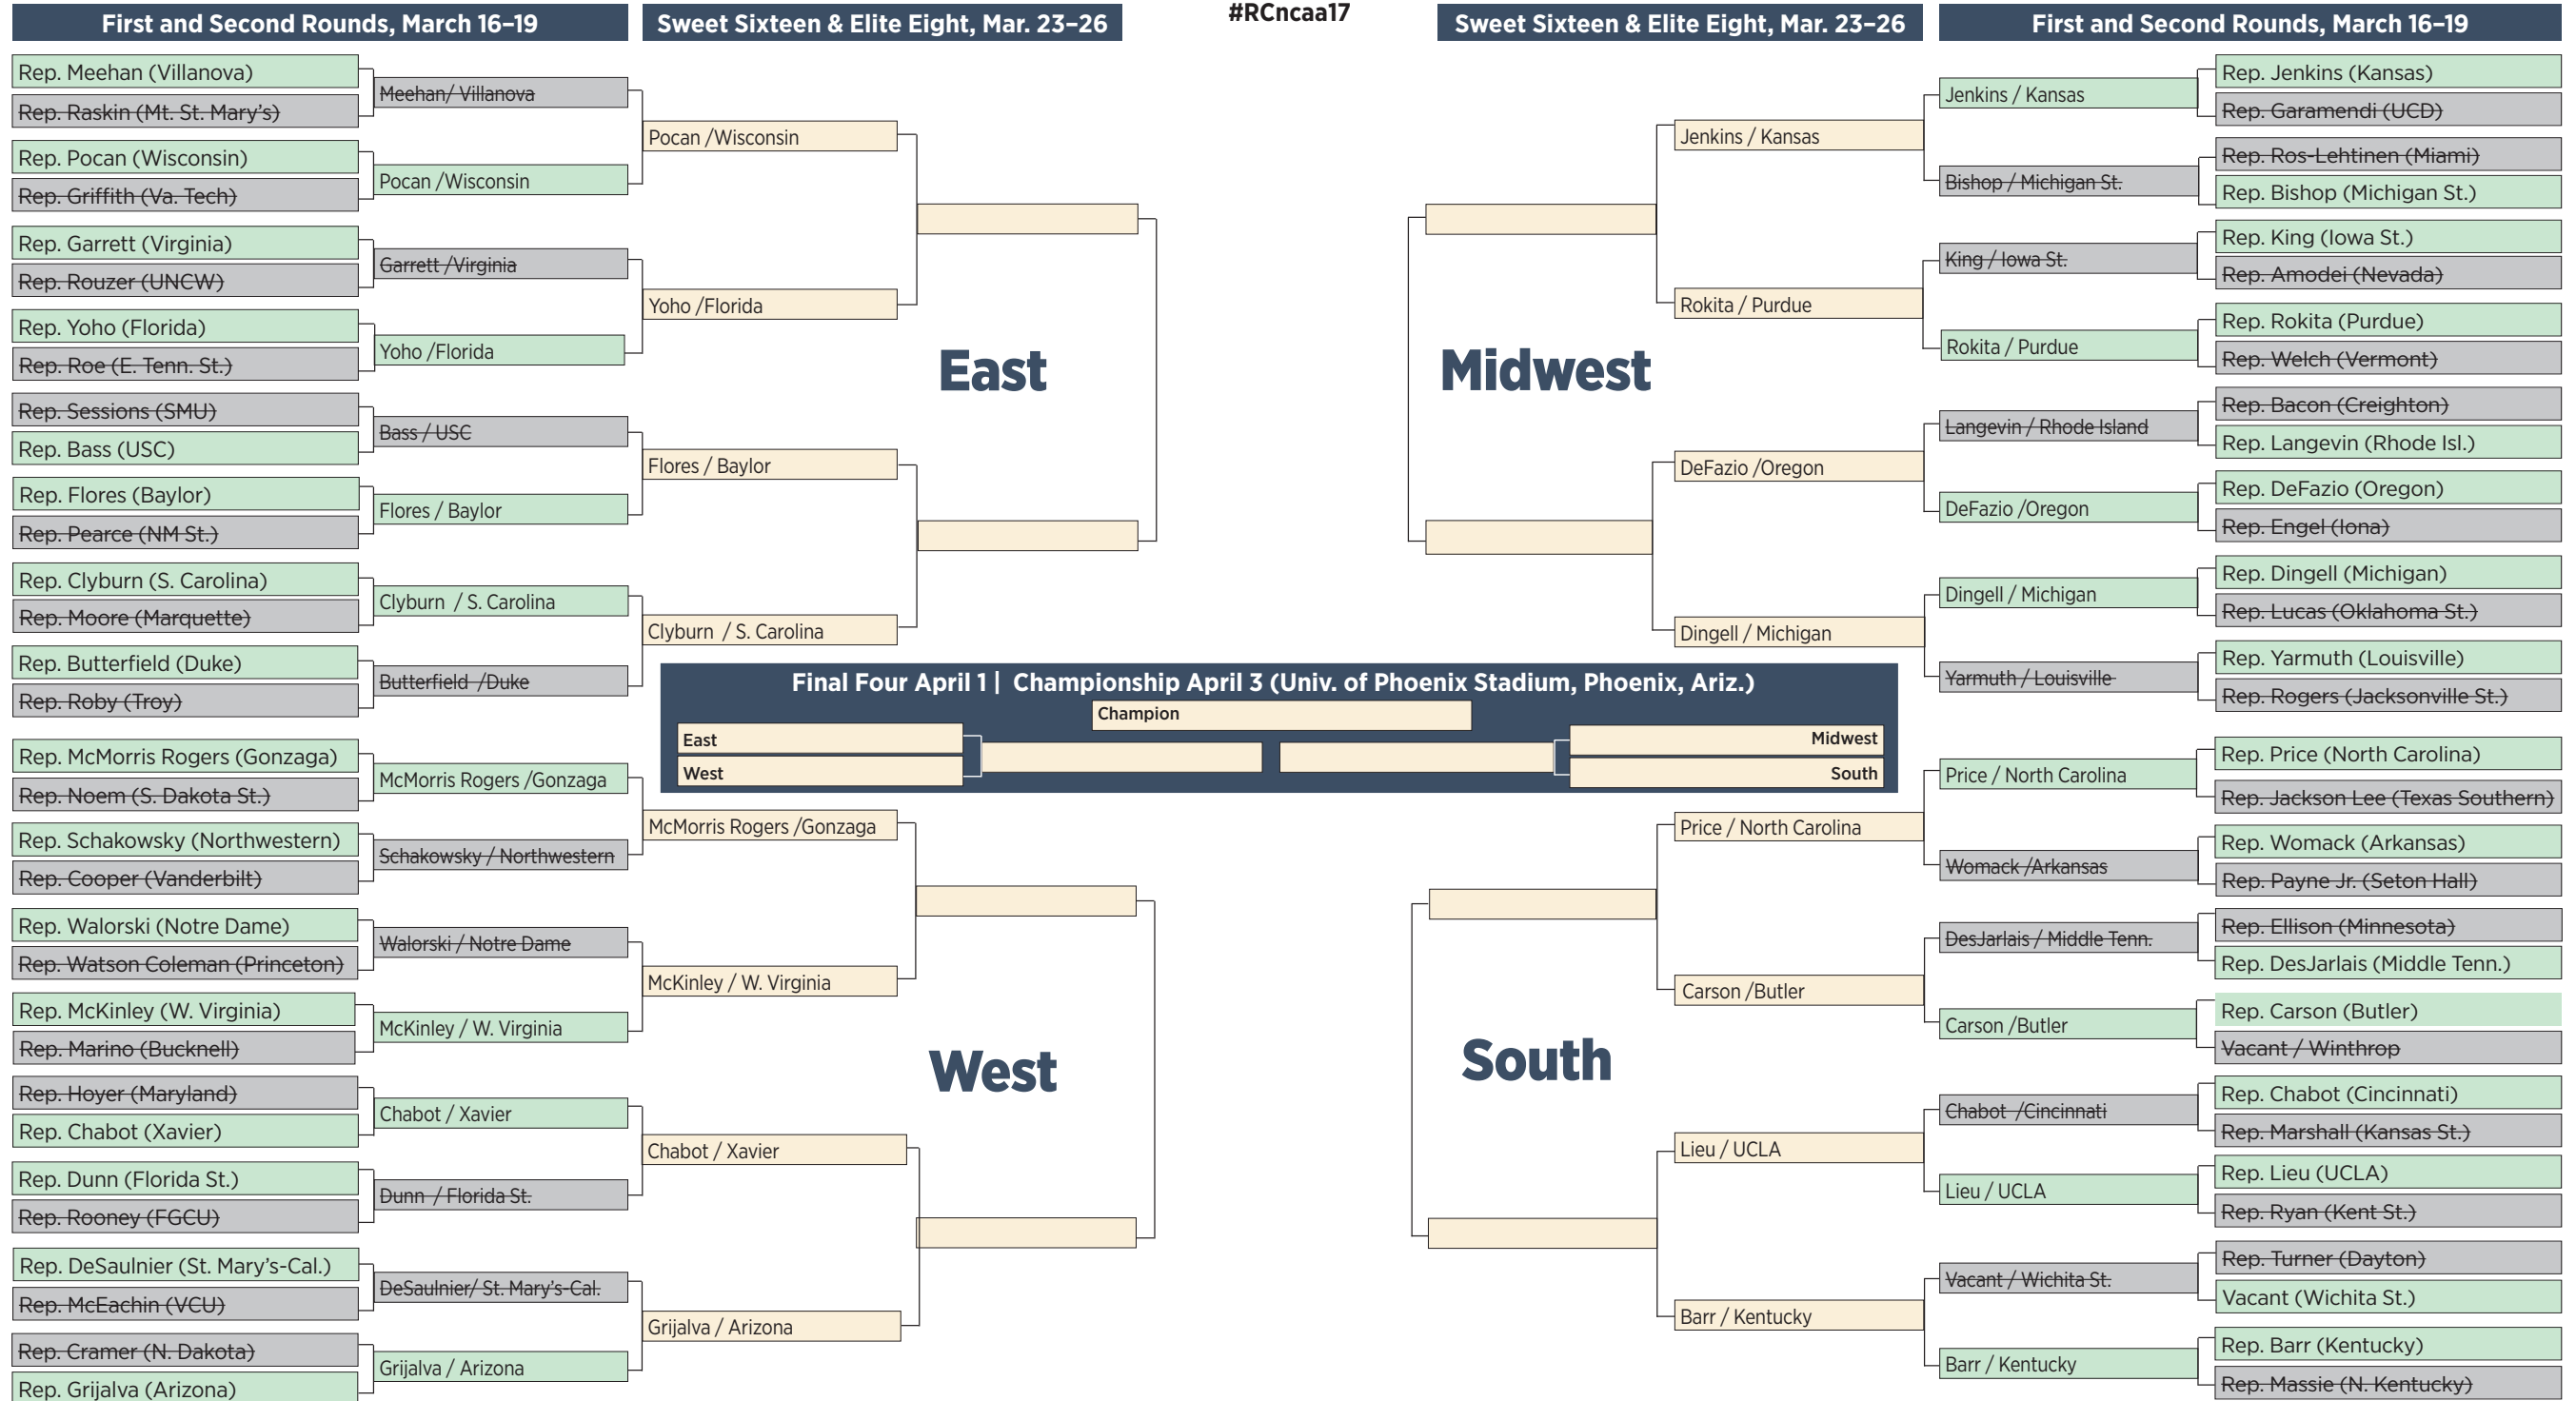 #RCncaa17
First and Second Rounds, March 16–19
Sweet Sixteen & Elite Eight, Mar. 23–26
Sweet Sixteen & Elite Eight, Mar. 23–26
First and Second Rounds, March 16–19
Rep. Meehan (Villanova)
Rep. Raskin (Mt. St. Mary's)
Rep. Pocan (Wisconsin)
Rep. Griffith (Va. Tech)
Rep. Garrett (Virginia)
Rep. Rouzer (UNCW)
Rep. Yoho (Florida)
Rep. Roe (E. Tenn. St.)
Rep. Sessions (SMU)
Rep. Bass (USC)
Rep. Flores (Baylor)
Rep. Pearce (NM St.)
Rep. Clyburn (S. Carolina)
Rep. Moore (Marquette)
Rep. Butterfield (Duke)
Rep. Roby (Troy)
Meehan/ Villanova
Pocan /Wisconsin
Garrett /Virginia
Yoho /Florida
Bass / USC
Flores / Baylor
Clyburn / S. Carolina
Butterfield /Duke
Pocan /Wisconsin
Yoho /Florida
Flores / Baylor
Clyburn / S. Carolina
East
Midwest
Jenkins / Kansas
Rokita / Purdue
DeFazio /Oregon
Dingell / Michigan
Jenkins / Kansas
Bishop / Michigan St.
King / Iowa St.
Rokita / Purdue
Langevin / Rhode Island
DeFazio /Oregon
Dingell / Michigan
Yarmuth / Louisville
Rep. Jenkins (Kansas)
Rep. Garamendi (UCD)
Rep. Ros-Lehtinen (Miami)
Rep. Bishop (Michigan St.)
Rep. King (Iowa St.)
Rep. Amodei (Nevada)
Rep. Rokita (Purdue)
Rep. Welch (Vermont)
Rep. Bacon (Creighton)
Rep. Langevin (Rhode Isl.)
Rep. DeFazio (Oregon)
Rep. Engel (Iona)
Rep. Dingell (Michigan)
Rep. Lucas (Oklahoma St.)
Rep. Yarmuth (Louisville)
Rep. Rogers (Jacksonville St.)
Final Four April 1 | Championship April 3 (Univ. of Phoenix Stadium, Phoenix, Ariz.)
Champion
East
West
Midwest
South
Rep. McMorris Rogers (Gonzaga)
Rep. Noem (S. Dakota St.)
Rep. Schakowsky (Northwestern)
Rep. Cooper (Vanderbilt)
Rep. Walorski (Notre Dame)
Rep. Watson Coleman (Princeton)
Rep. McKinley (W. Virginia)
Rep. Marino (Bucknell)
Rep. Hoyer (Maryland)
Rep. Chabot (Xavier)
Rep. Dunn (Florida St.)
Rep. Rooney (FGCU)
Rep. DeSaulnier (St. Mary's-Cal.)
Rep. McEachin (VCU)
Rep. Cramer (N. Dakota)
Rep. Grijalva (Arizona)
McMorris Rogers /Gonzaga
Schakowsky / Northwestern
Walorski / Notre Dame
McKinley / W. Virginia
Chabot / Xavier
Dunn / Florida St.
DeSaulnier/ St. Mary's-Cal.
Grijalva / Arizona
McMorris Rogers /Gonzaga
McKinley / W. Virginia
Chabot / Xavier
Grijalva / Arizona
West
South
Price / North Carolina
Carson /Butler
Lieu / UCLA
Barr / Kentucky
Price / North Carolina
Womack /Arkansas
DesJarlais / Middle Tenn.
Carson /Butler
Chabot /Cincinnati
Lieu / UCLA
Vacant / Wichita St.
Barr / Kentucky
Rep. Price (North Carolina)
Rep. Jackson Lee (Texas Southern)
Rep. Womack (Arkansas)
Rep. Payne Jr. (Seton Hall)
Rep. Ellison (Minnesota)
Rep. DesJarlais (Middle Tenn.)
Rep. Carson (Butler)
Vacant / Winthrop
Rep. Chabot (Cincinnati)
Rep. Marshall (Kansas St.)
Rep. Lieu (UCLA)
Rep. Ryan (Kent St.)
Rep. Turner (Dayton)
Vacant (Wichita St.)
Rep. Barr (Kentucky)
Rep. Massie (N. Kentucky)